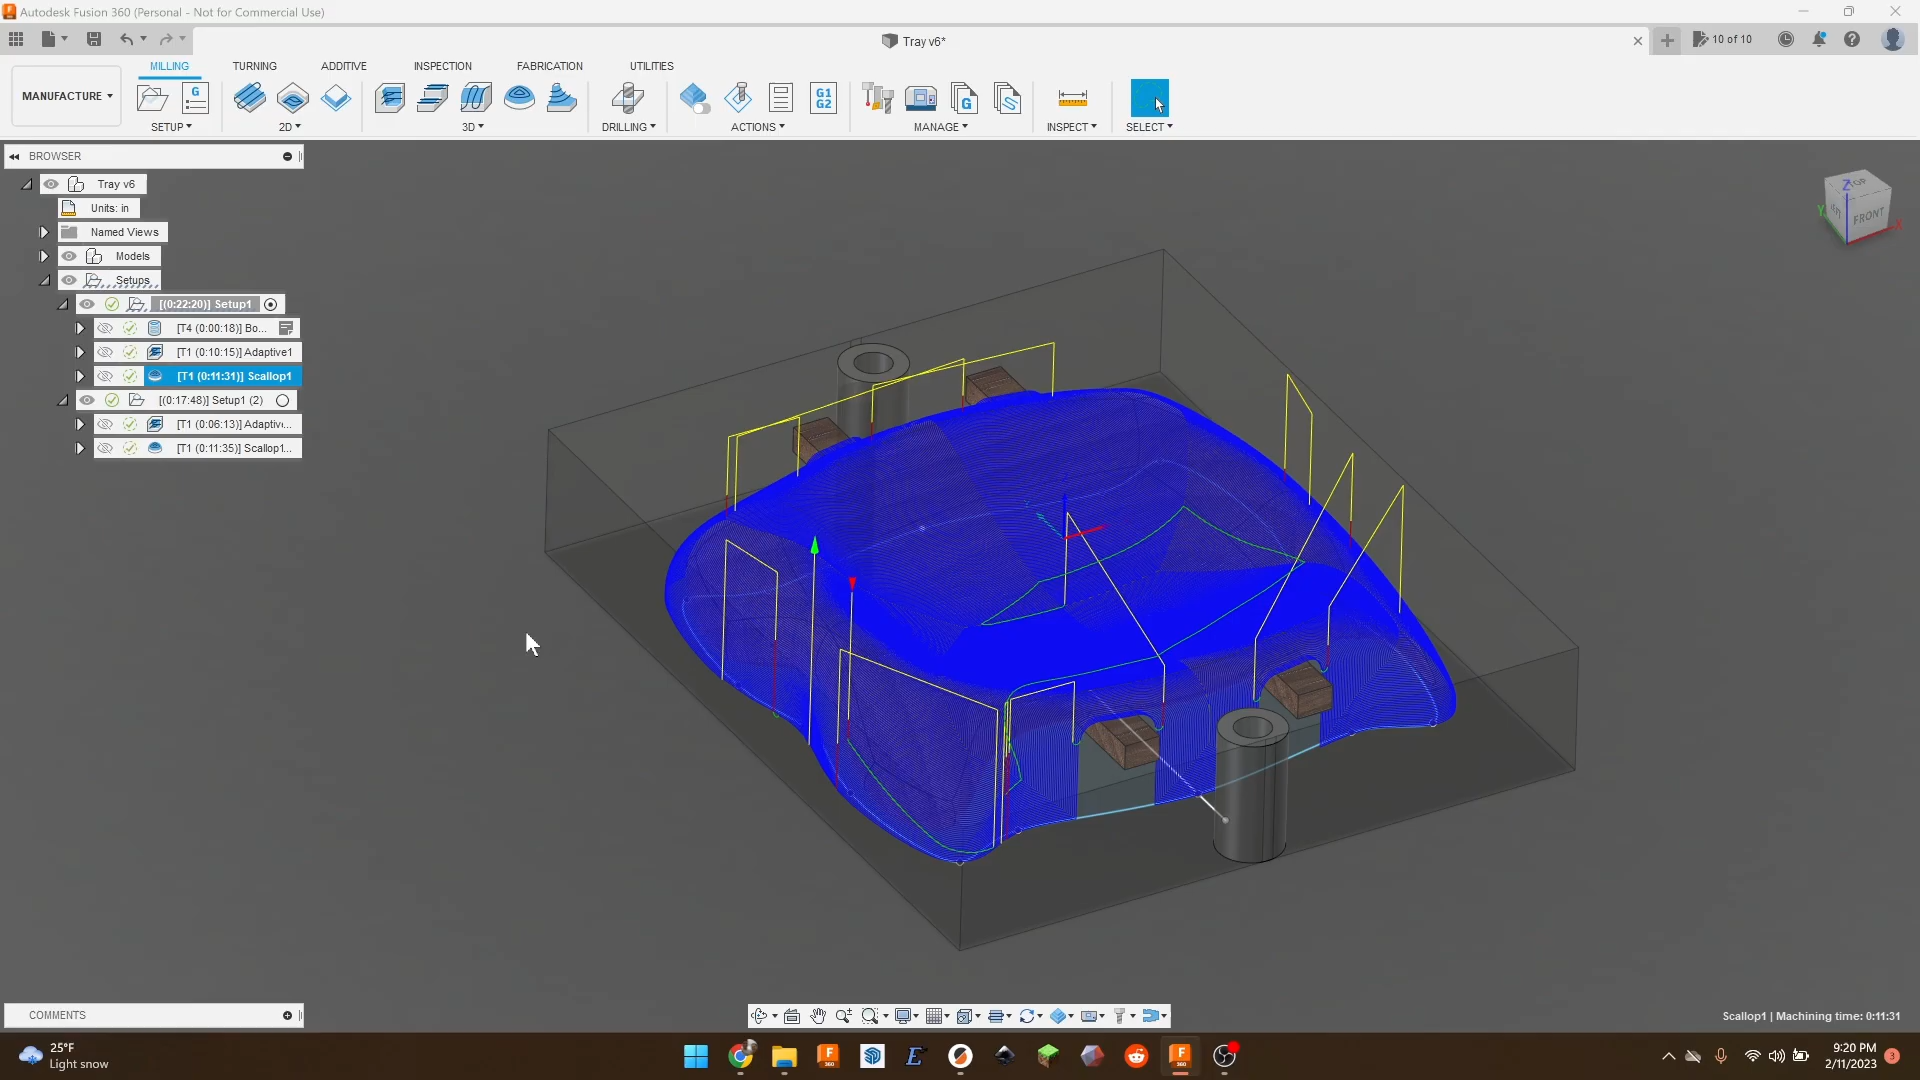 Autodesk Fusion 360 (Personal - Not for Commercial Use)
Tray v6*
10 of 10
MILLING
TURNING
ADDITIVE
INSPECTION
FABRICATION
UTILITIES
MANUFACTURE
G
G1
G2
G
SETUP
2D
3D
DRILLING
ACTIONS
MANAGE
INSPECT
SELECT
BROWSER
Tray v6
Units: in
Named Views
Models
Setups
[(0:22:20)] Setup1
[T4 (0:00:18)] Bo...
[T1 (0:10:15)] Adaptive1
[T1 (0:11:31)] Scallop1
[(0:17:48)] Setup1 (2)
[T1 (0:06:13)] Adaptiv...
[T1 (0:11:35)] Scallop1...
TOP
FRONT
Z
Y
X
COMMENTS
Scallop1 | Machining time: 0:11:31
25°F
Light snow
9:20 PM
2/11/2023
3